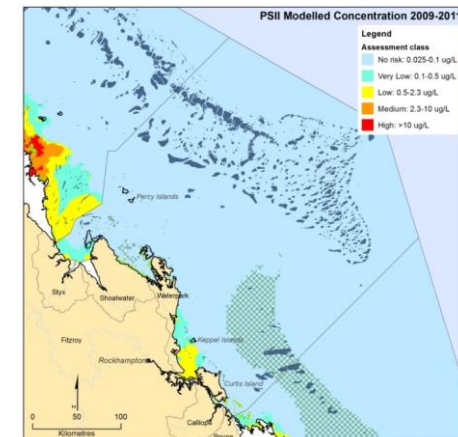 PSII Modelled Concentration 2009-2011
Legend
Assessment class
No risk: 0.025-0.1 ug/L
Very Low: 0.1-0.5 ug/L
Low: 0.5-2.3 ug/L
Medium: 2.3-10 ug/L
High: >10 ug/L
Percy Islands
Styx
Shoalwater
Waterpark
Fitzroy
Keppel Islands
Rockhampton
Curtis Island
Calliope
0 50 100
Kilometres